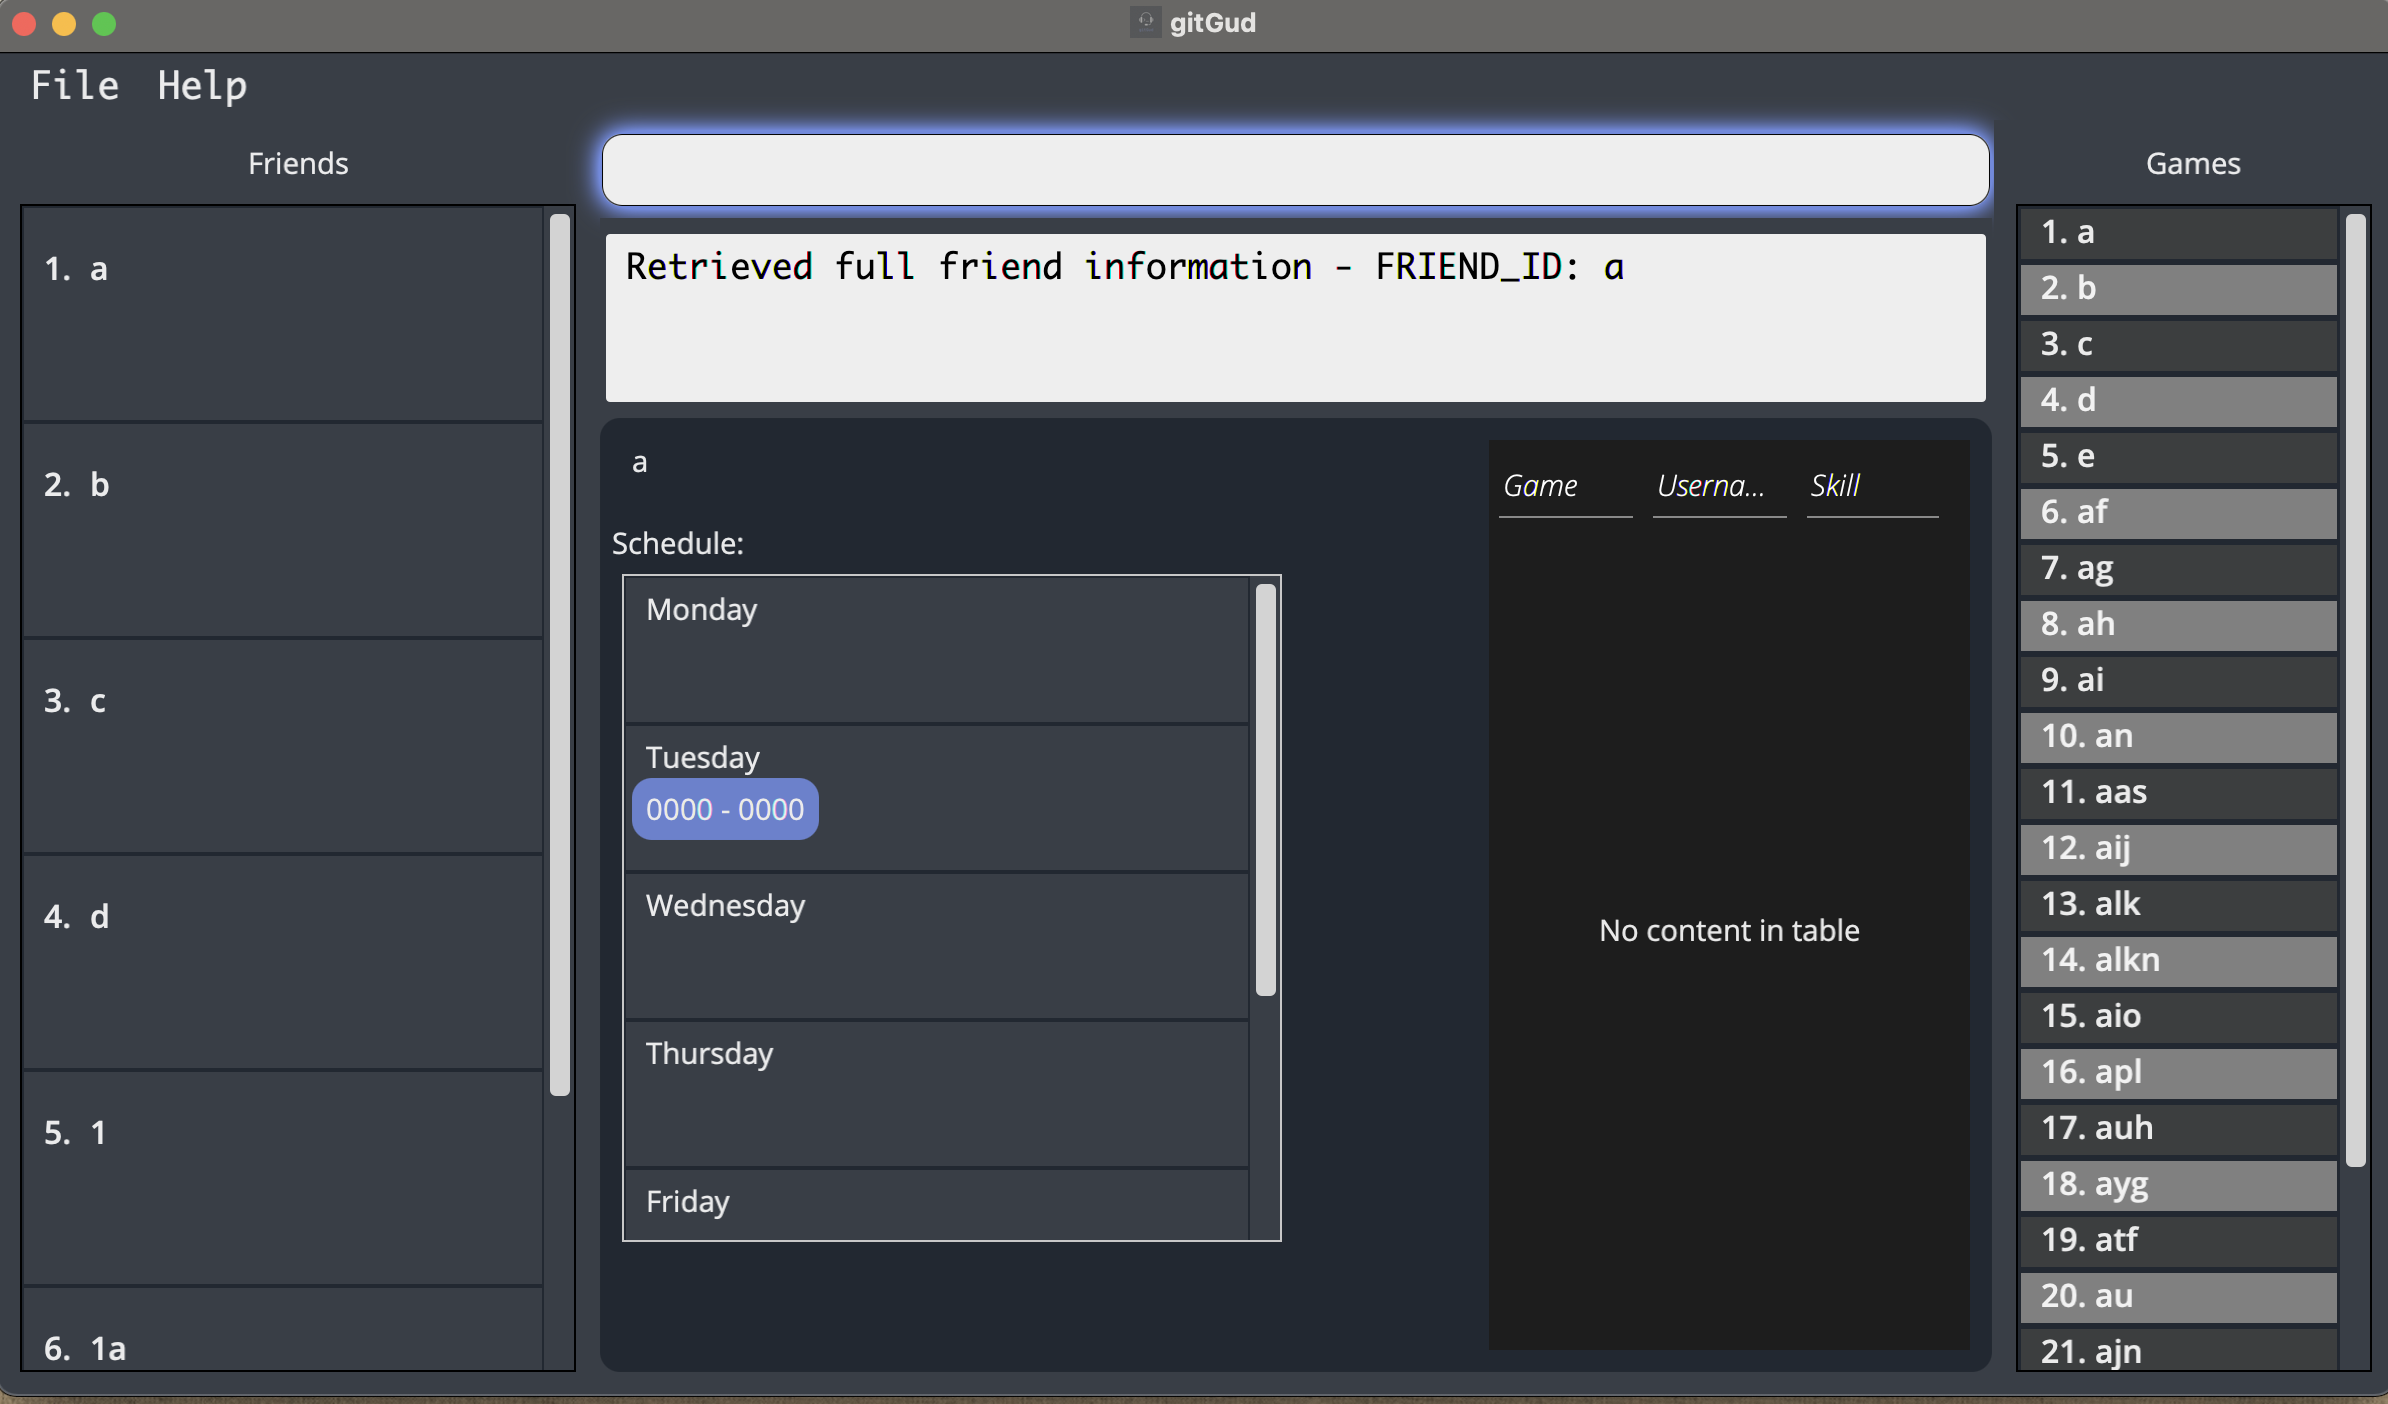 gitGud
File Help
Friends
1. a
2. b
3. c
4. d
5. 1
6. 1a
Retrieved full friend information - FRIEND_ID: a
a
Schedule:
Monday
Tuesday
0000 - 0000
Wednesday
Thursday
Friday
Game Userna... Skill
No content in table
Games
1. a
2. b
3. c
4. d
5. e
6. af
7. ag
8. ah
9. ai
10. an
11. aas
12. aij
13. alk
14. alkn
15. aio
16. apl
17. auh
18. ayg
19. atf
20. au
21. ajn